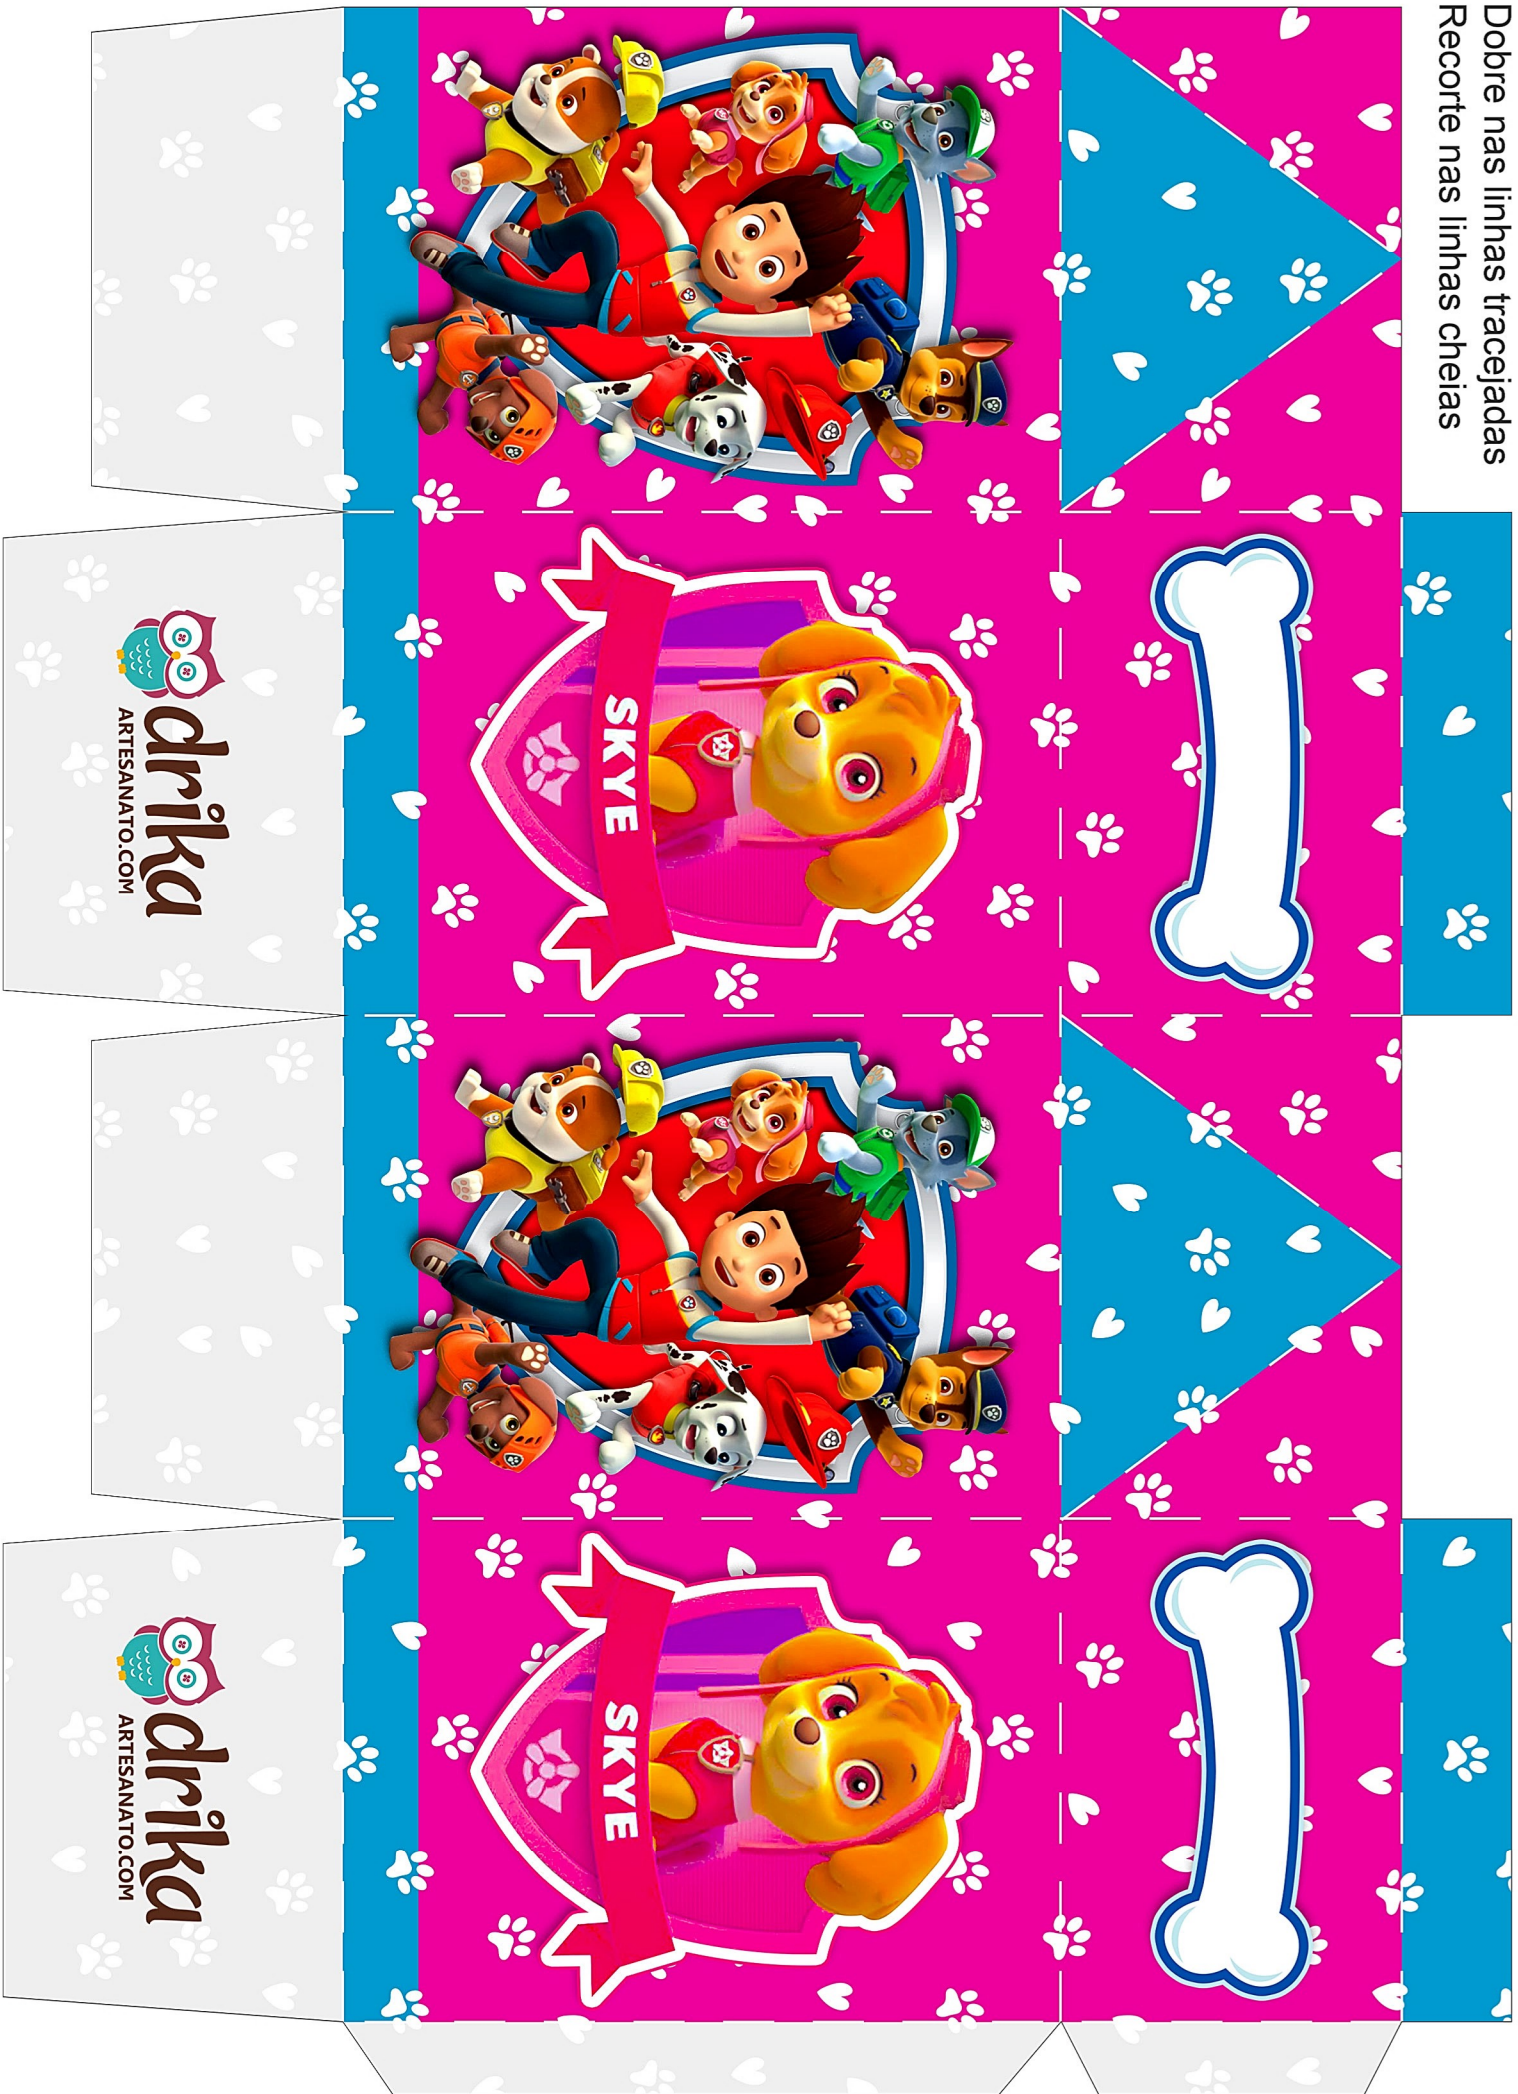 Dobre nas linhas tracejadas
Recorte nas linhas cheias
SKYE
drika
ARTESANATO.COM
SKYE
drika
ARTESANATO.COM